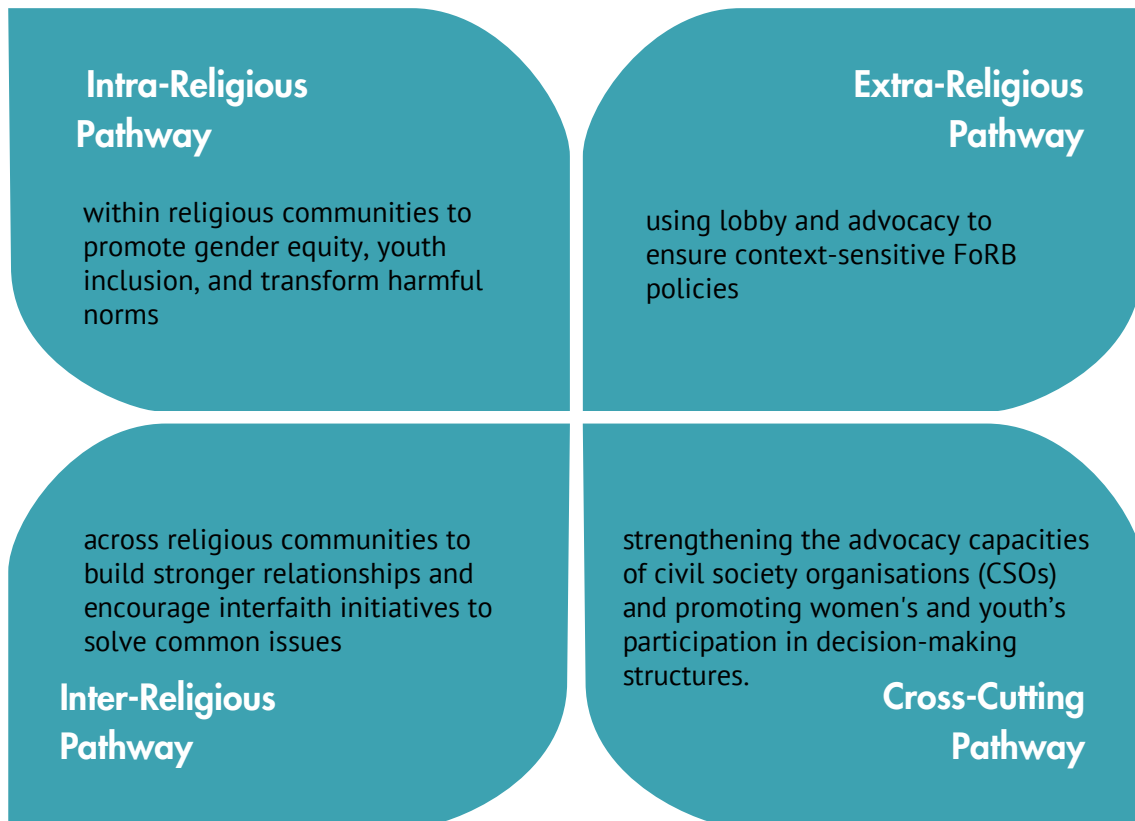 Intra-Religious
Pathway
within religious communities to
promote gender equity, youth
inclusion, and transform harmful
norms
Extra-Religious
Pathway
using lobby and advocacy to
ensure context-sensitive FoRB
policies
across religious communities to
build stronger relationships and
encourage interfaith initiatives to
solve common issues
Inter-Religious
Pathway
strengthening the advocacy capacities
of civil society organisations (CSOs)
and promoting women's and youth’s
participation in decision-making
structures.
Cross-Cutting
Pathway